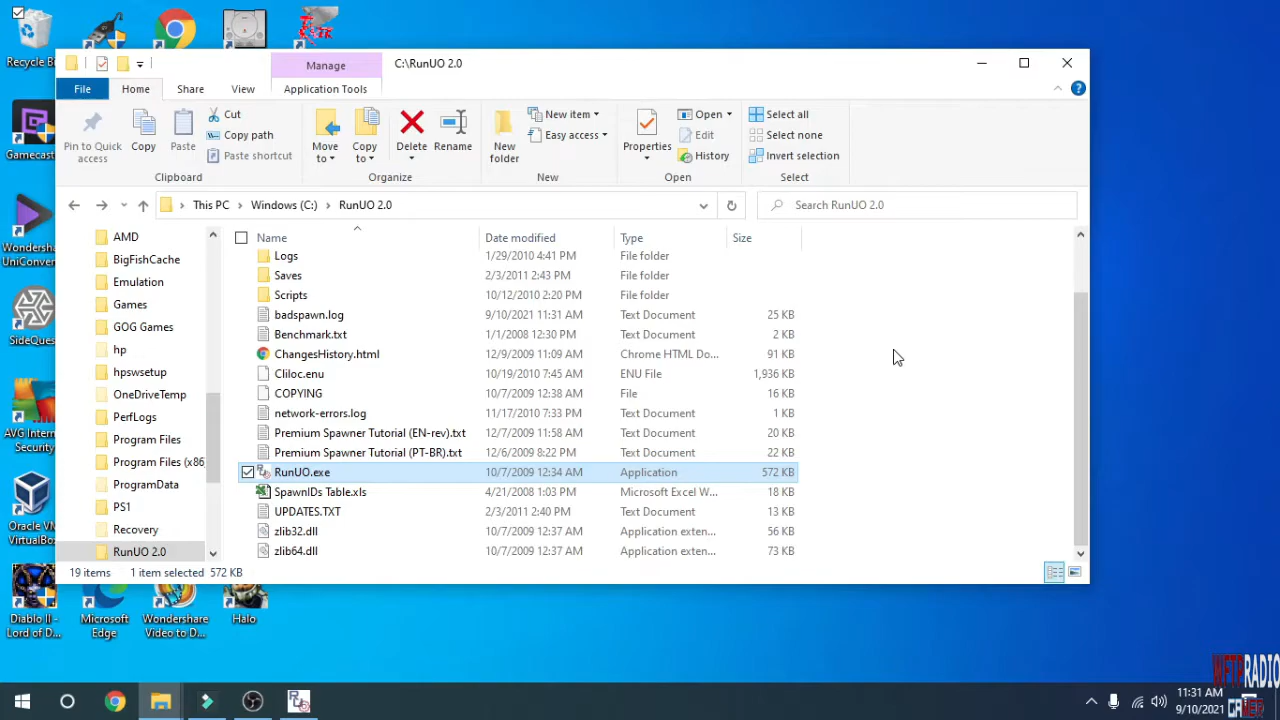 Recycle Bi
Gamecast
Wondersha
UniConver
SideQues
AVG Intern
Security
Oracle VM
VirtualBox
Diablo II -
Lord of D...
Microsoft
Edge
Wondershare
Video to D...
Halo
Manage
C:\RunUO 2.0
File
Home
Share
View
Application Tools
Pin to Quick
access
Copy
Paste
Cut
Copy path
Paste shortcut
Clipboard
Move
to
Copy
to
Delete
Rename
Organize
New
folder
New item
Easy access
New
Properties
Open
Edit
History
Open
Select all
Select none
Invert selection
Select
This PC
Windows (C:)
RunUO 2.0
Search RunUO 2.0
AMD
BigFishCache
Emulation
Games
GOG Games
hp
hpswsetup
OneDriveTemp
PerfLogs
Program Files
Program Files (x86
ProgramData
PS1
Recovery
RunUO 2.0
Name Date modified Type Size
Logs 1/29/2010 4:41 PM File folder
Saves 2/3/2011 2:43 PM File folder
Scripts 10/12/2010 2:20 PM File folder
badspawn.log 9/10/2021 11:31 AM Text Document 25 KB
Benchmark.txt 1/1/2008 12:30 PM Text Document 2 KB
ChangesHistory.html 12/9/2009 11:09 AM Chrome HTML Do... 91 KB
Cliloc.enu 10/19/2010 7:45 AM ENU File 1,936 KB
COPYING 10/7/2009 12:38 AM File 16 KB
network-errors.log 11/17/2010 7:33 PM Text Document 1 KB
Premium Spawner Tutorial (EN-rev).txt 12/7/2009 11:58 AM Text Document 20 KB
Premium Spawner Tutorial (PT-BR).txt 12/6/2009 8:22 PM Text Document 22 KB
RunUO.exe 10/7/2009 12:34 AM Application 572 KB
SpawnIDs Table.xls 4/21/2008 1:03 PM Microsoft Excel W... 18 KB
UPDATES.TXT 2/3/2011 2:40 PM Text Document 13 KB
zlib32.dll 10/7/2009 12:37 AM Application exten... 56 KB
zlib64.dll 10/7/2009 12:37 AM Application exten... 73 KB
19 items 1 item selected 572 KB
WFTPRADIO
GAMER
11:31 AM
9/10/2021